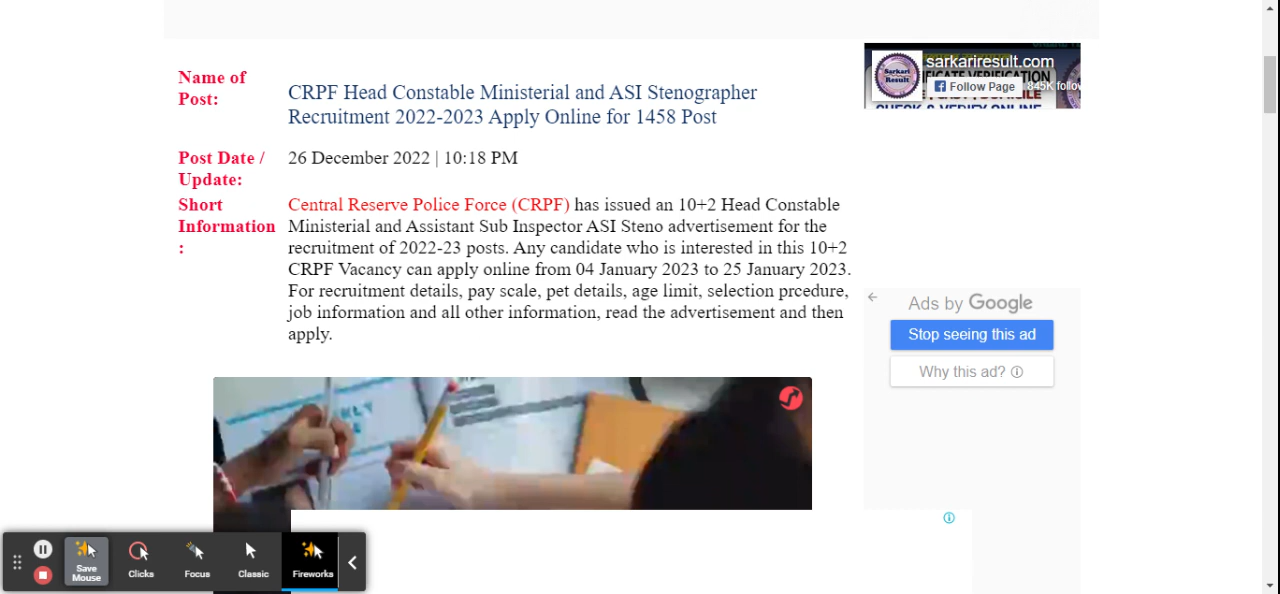 sarkariresult.com
Sarkari
Result
Follow Page
845K follow
Name of
Post:
CRPF Head Constable Ministerial and ASI Stenographer
Recruitment 2022-2023 Apply Online for 1458 Post
Post Date /
Update:
26 December 2022 | 10:18 PM
Short
Information
:
Central Reserve Police Force (CRPF) has issued an 10+2 Head Constable
Ministerial and Assistant Sub Inspector ASI Steno advertisement for the
recruitment of 2022-23 posts. Any candidate who is interested in this 10+2
CRPF Vacancy can apply online from 04 January 2023 to 25 January 2023.
For recruitment details, pay scale, pet details, age limit, selection prcedure,
job information and all other information, read the advertisement and then
apply.
Ads by Google
Stop seeing this ad
Why this ad?
Save
Mouse
Clicks
Focus
Classic
Fireworks